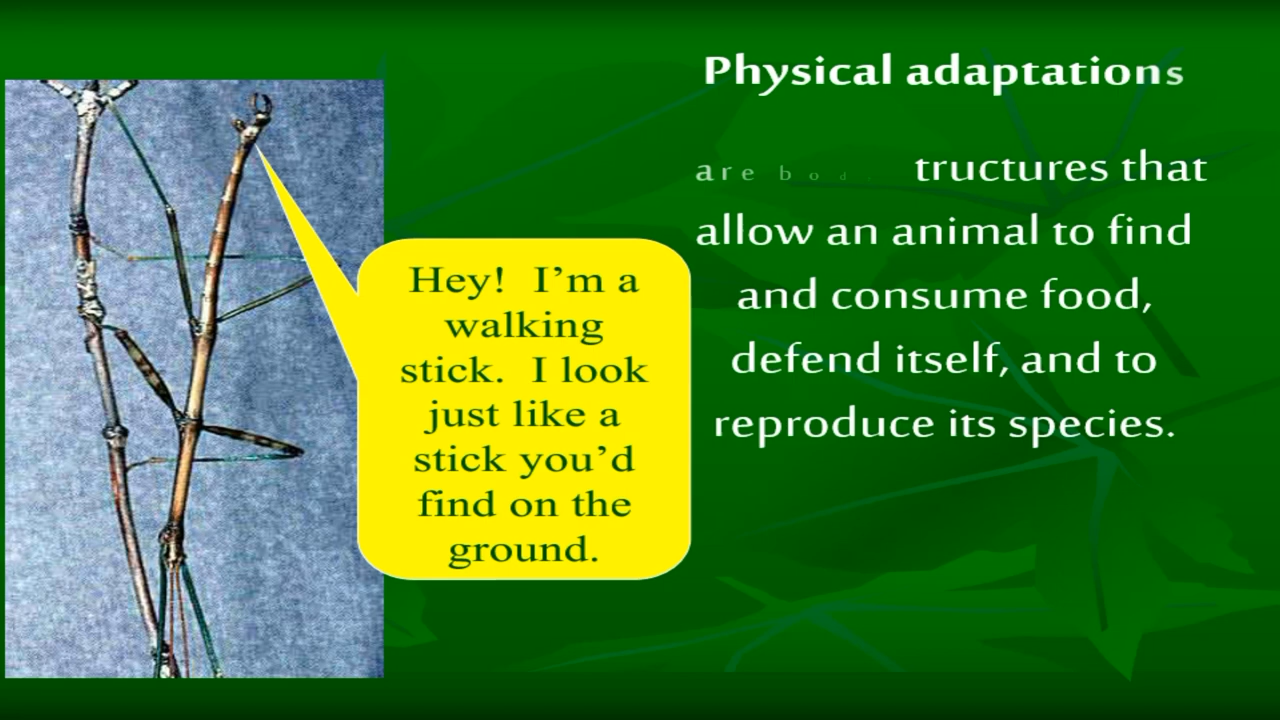 Physical adaptations
are bod tructures that
allow an animal to find
and consume food,
defend itself, and to
reproduce its species.
Hey! I'm a
walking
stick. I look
just like a
stick you'd
find on the
ground.